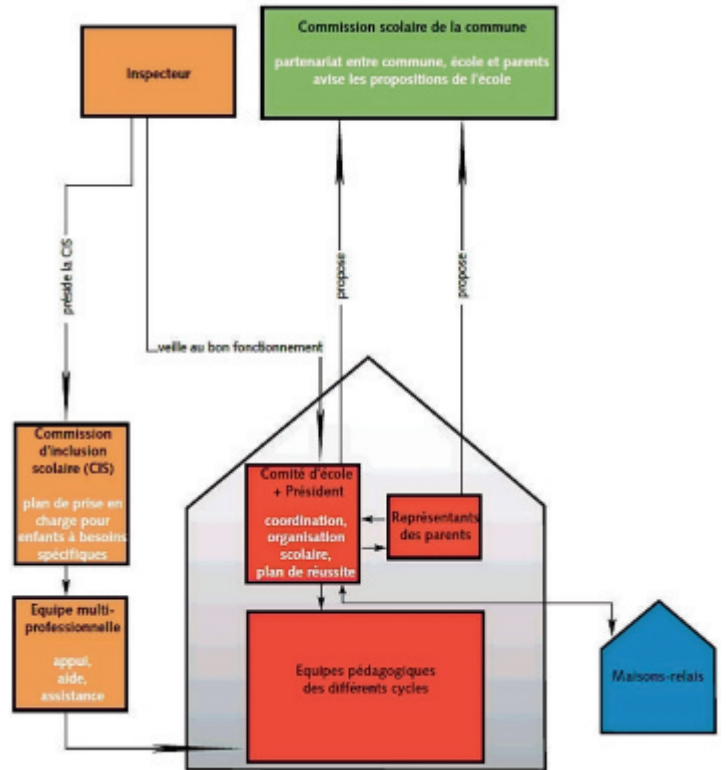 Inspecteur
Commission scolaire de la commune
partenariat entre commune, école et parents
avise les propositions de l'école
préside la CIS
veille au bon fonctionnement
propose
propose
Commission
d'inclusion
scolaire (CIS)
plan de prise en
charge pour
enfants à besoins
spécifiques
Comité d'école
+ Président
coordination,
organisation
scolaire,
plan de réussite
Représentants
des parents
Equipe multi-
professionnelle
appui,
aide,
assistance
Equipes pédagogiques
des différents cycles
Maisons-relais